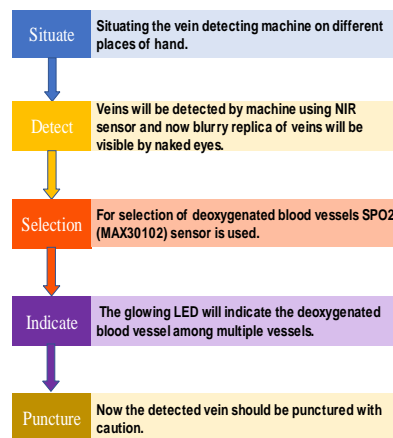 Situate
Situating the vein detecting machine on different
places of hand.
Detect
Veins will be detected by machine using NIR
sensor and now blurry replica of veins will be
visible by naked eyes.
Selection
For selection of deoxygenated blood vessels SPO2
(MAX30102) sensor is used.
Indicate
The glowing LED will indicate the deoxygenated
blood vessel among multiple vessels.
Puncture
Now the detected vein should be punctured with
caution.